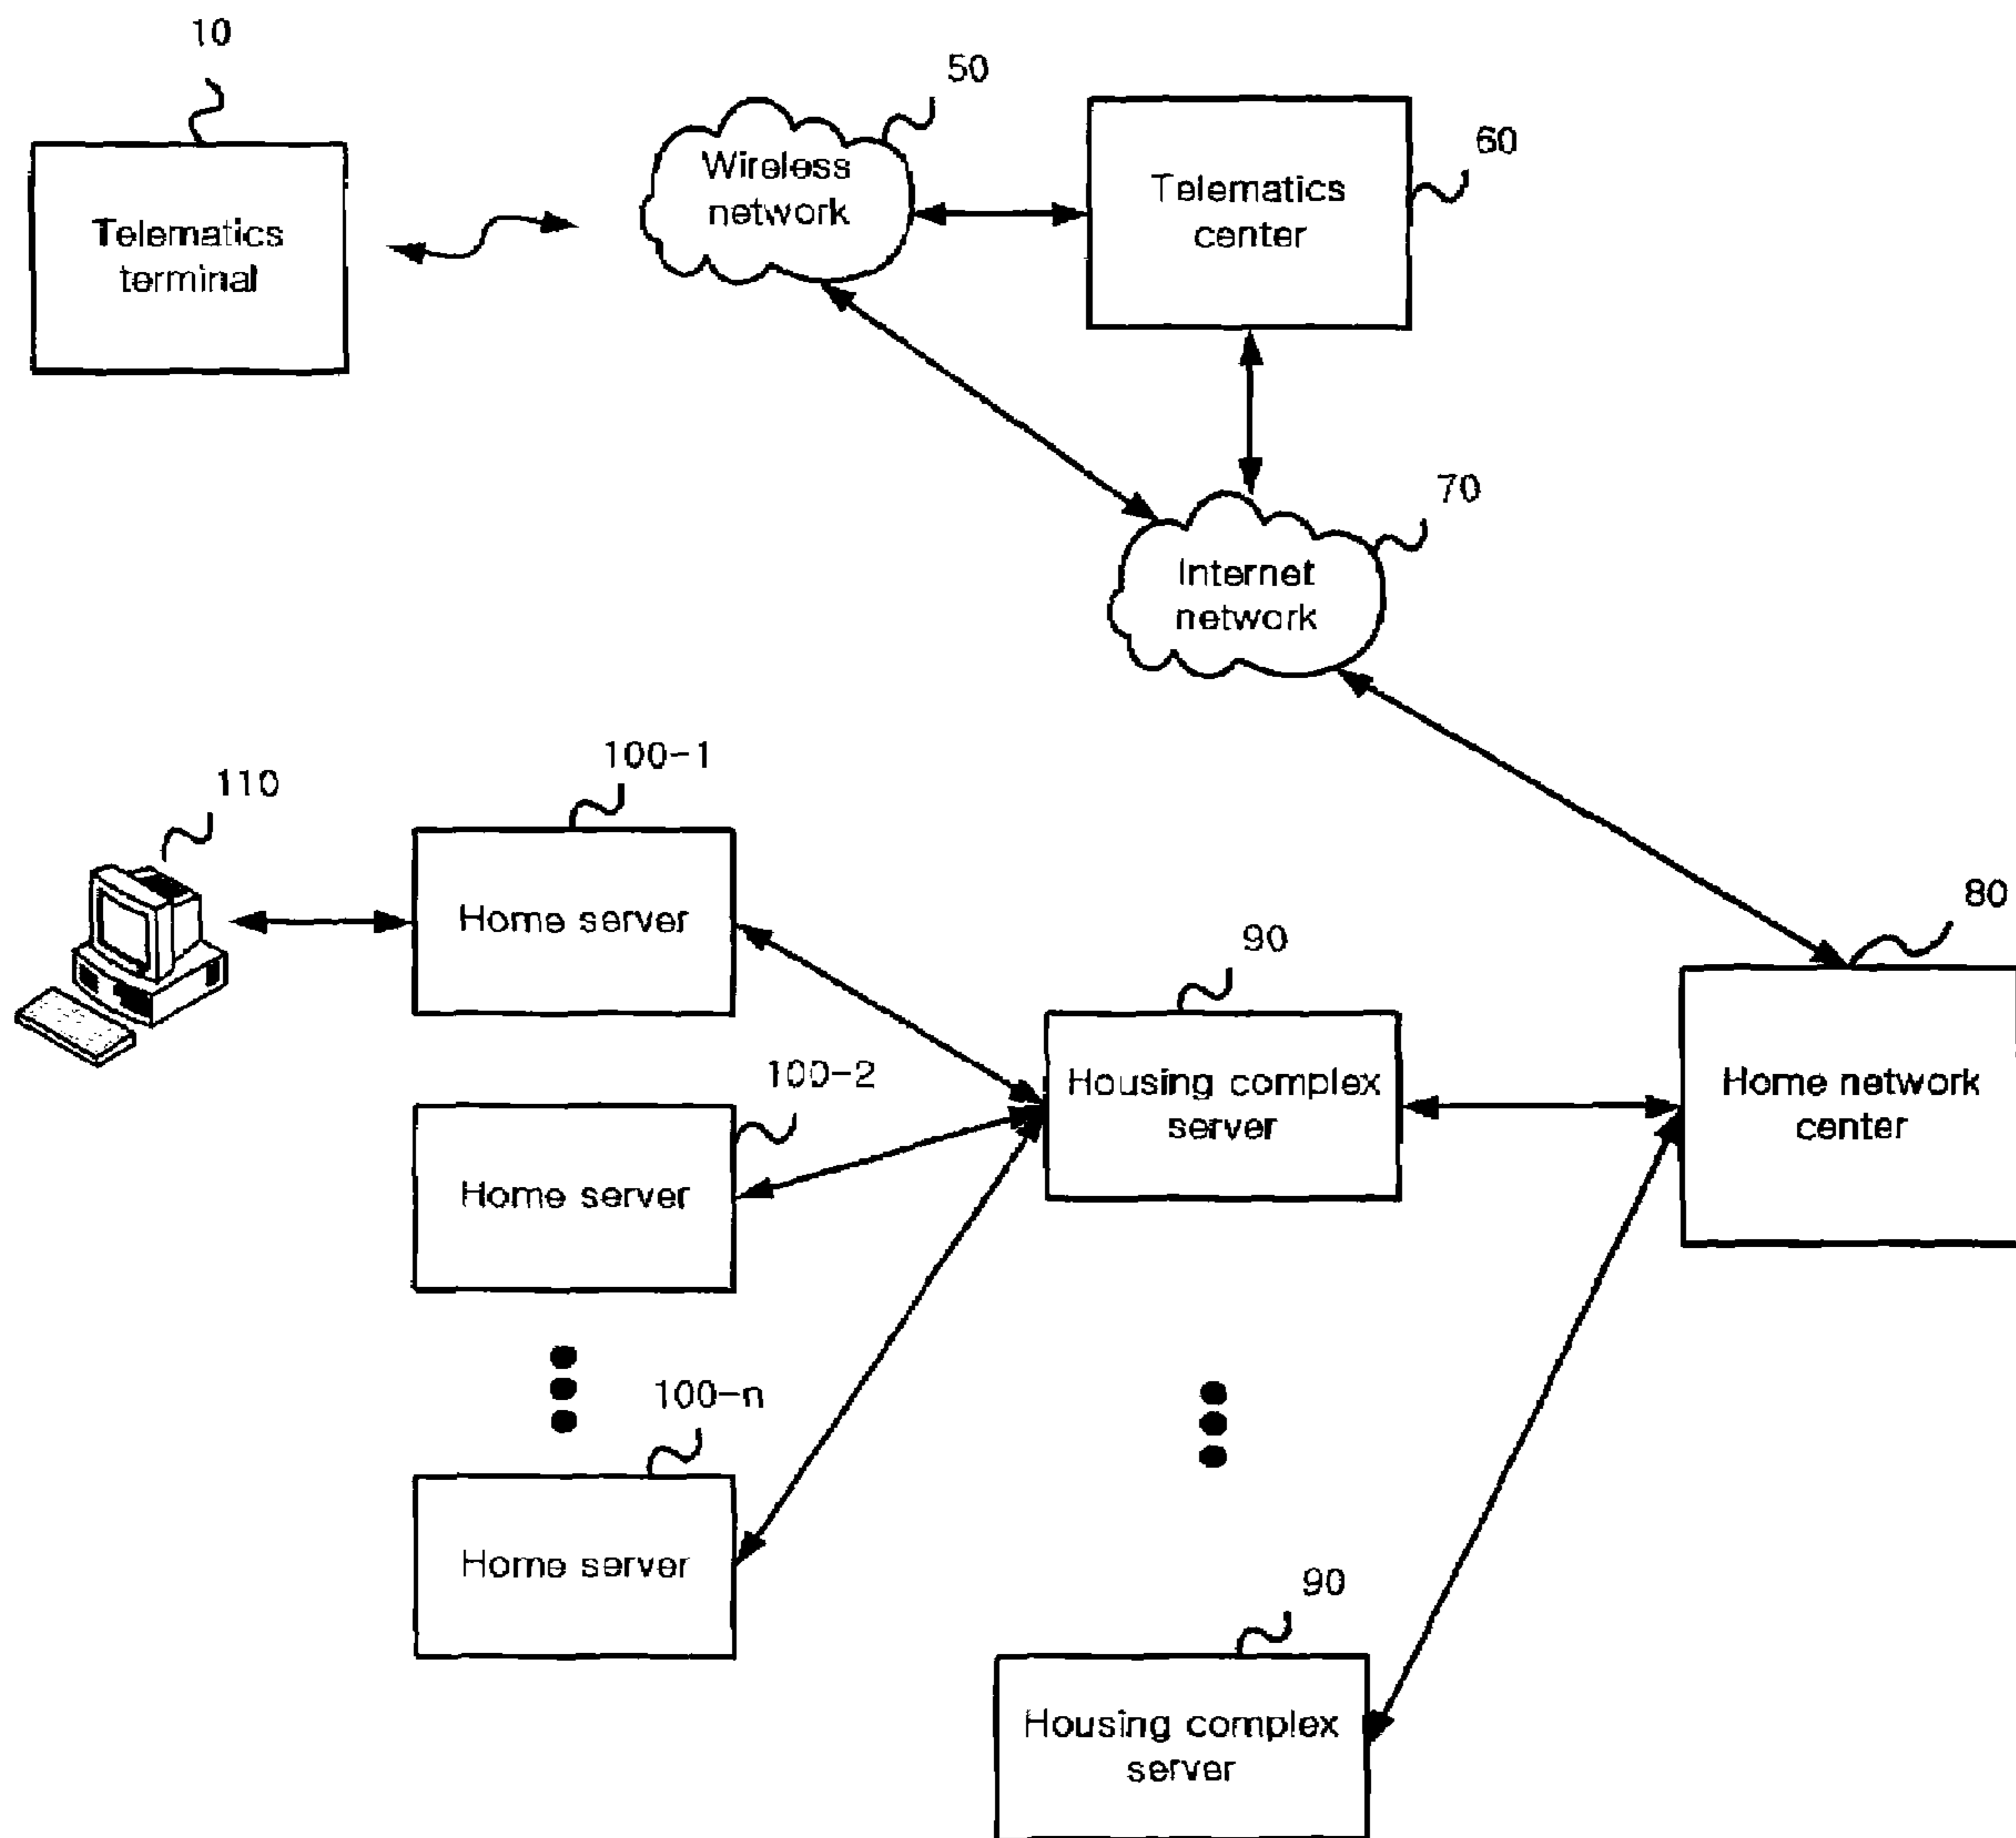 10
50
60
Wireless
network
Telematics
center
Telematics
terminal
70
Internet
network
110
100-1
80
Home server
90
Housing complex
server
Home network
center
100-2
Home server
100-n
Home server
90
Housing complex
server